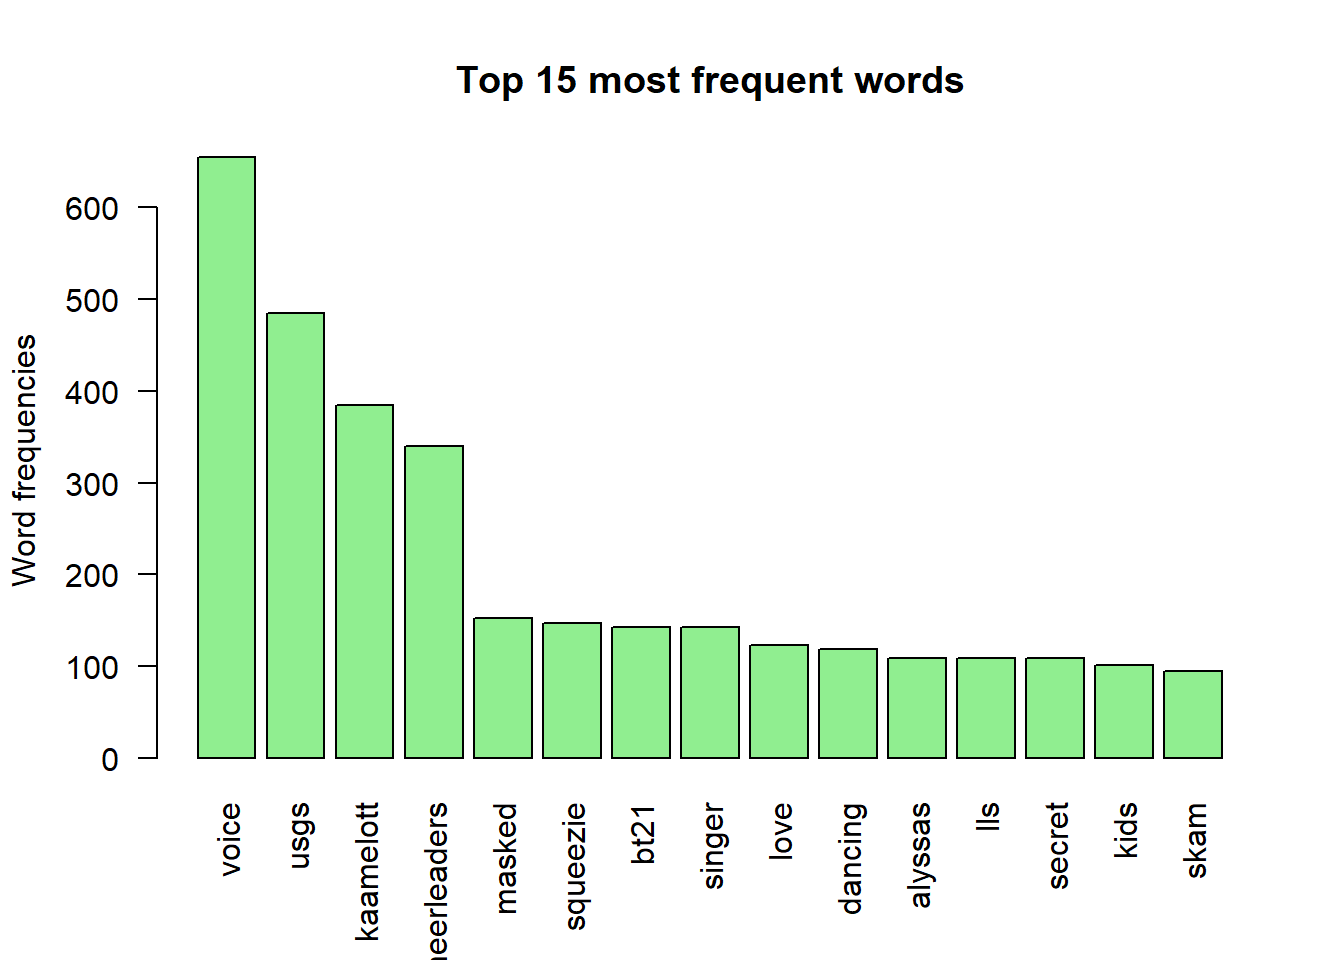 Top 15 most frequent words
Word frequencies
600
500
400
300
200
100
0
voice
usgs
kaamelott
heerleaders
masked
squeezie
bt21
singer
love
dancing
alyssas
lls
secret
kids
skam